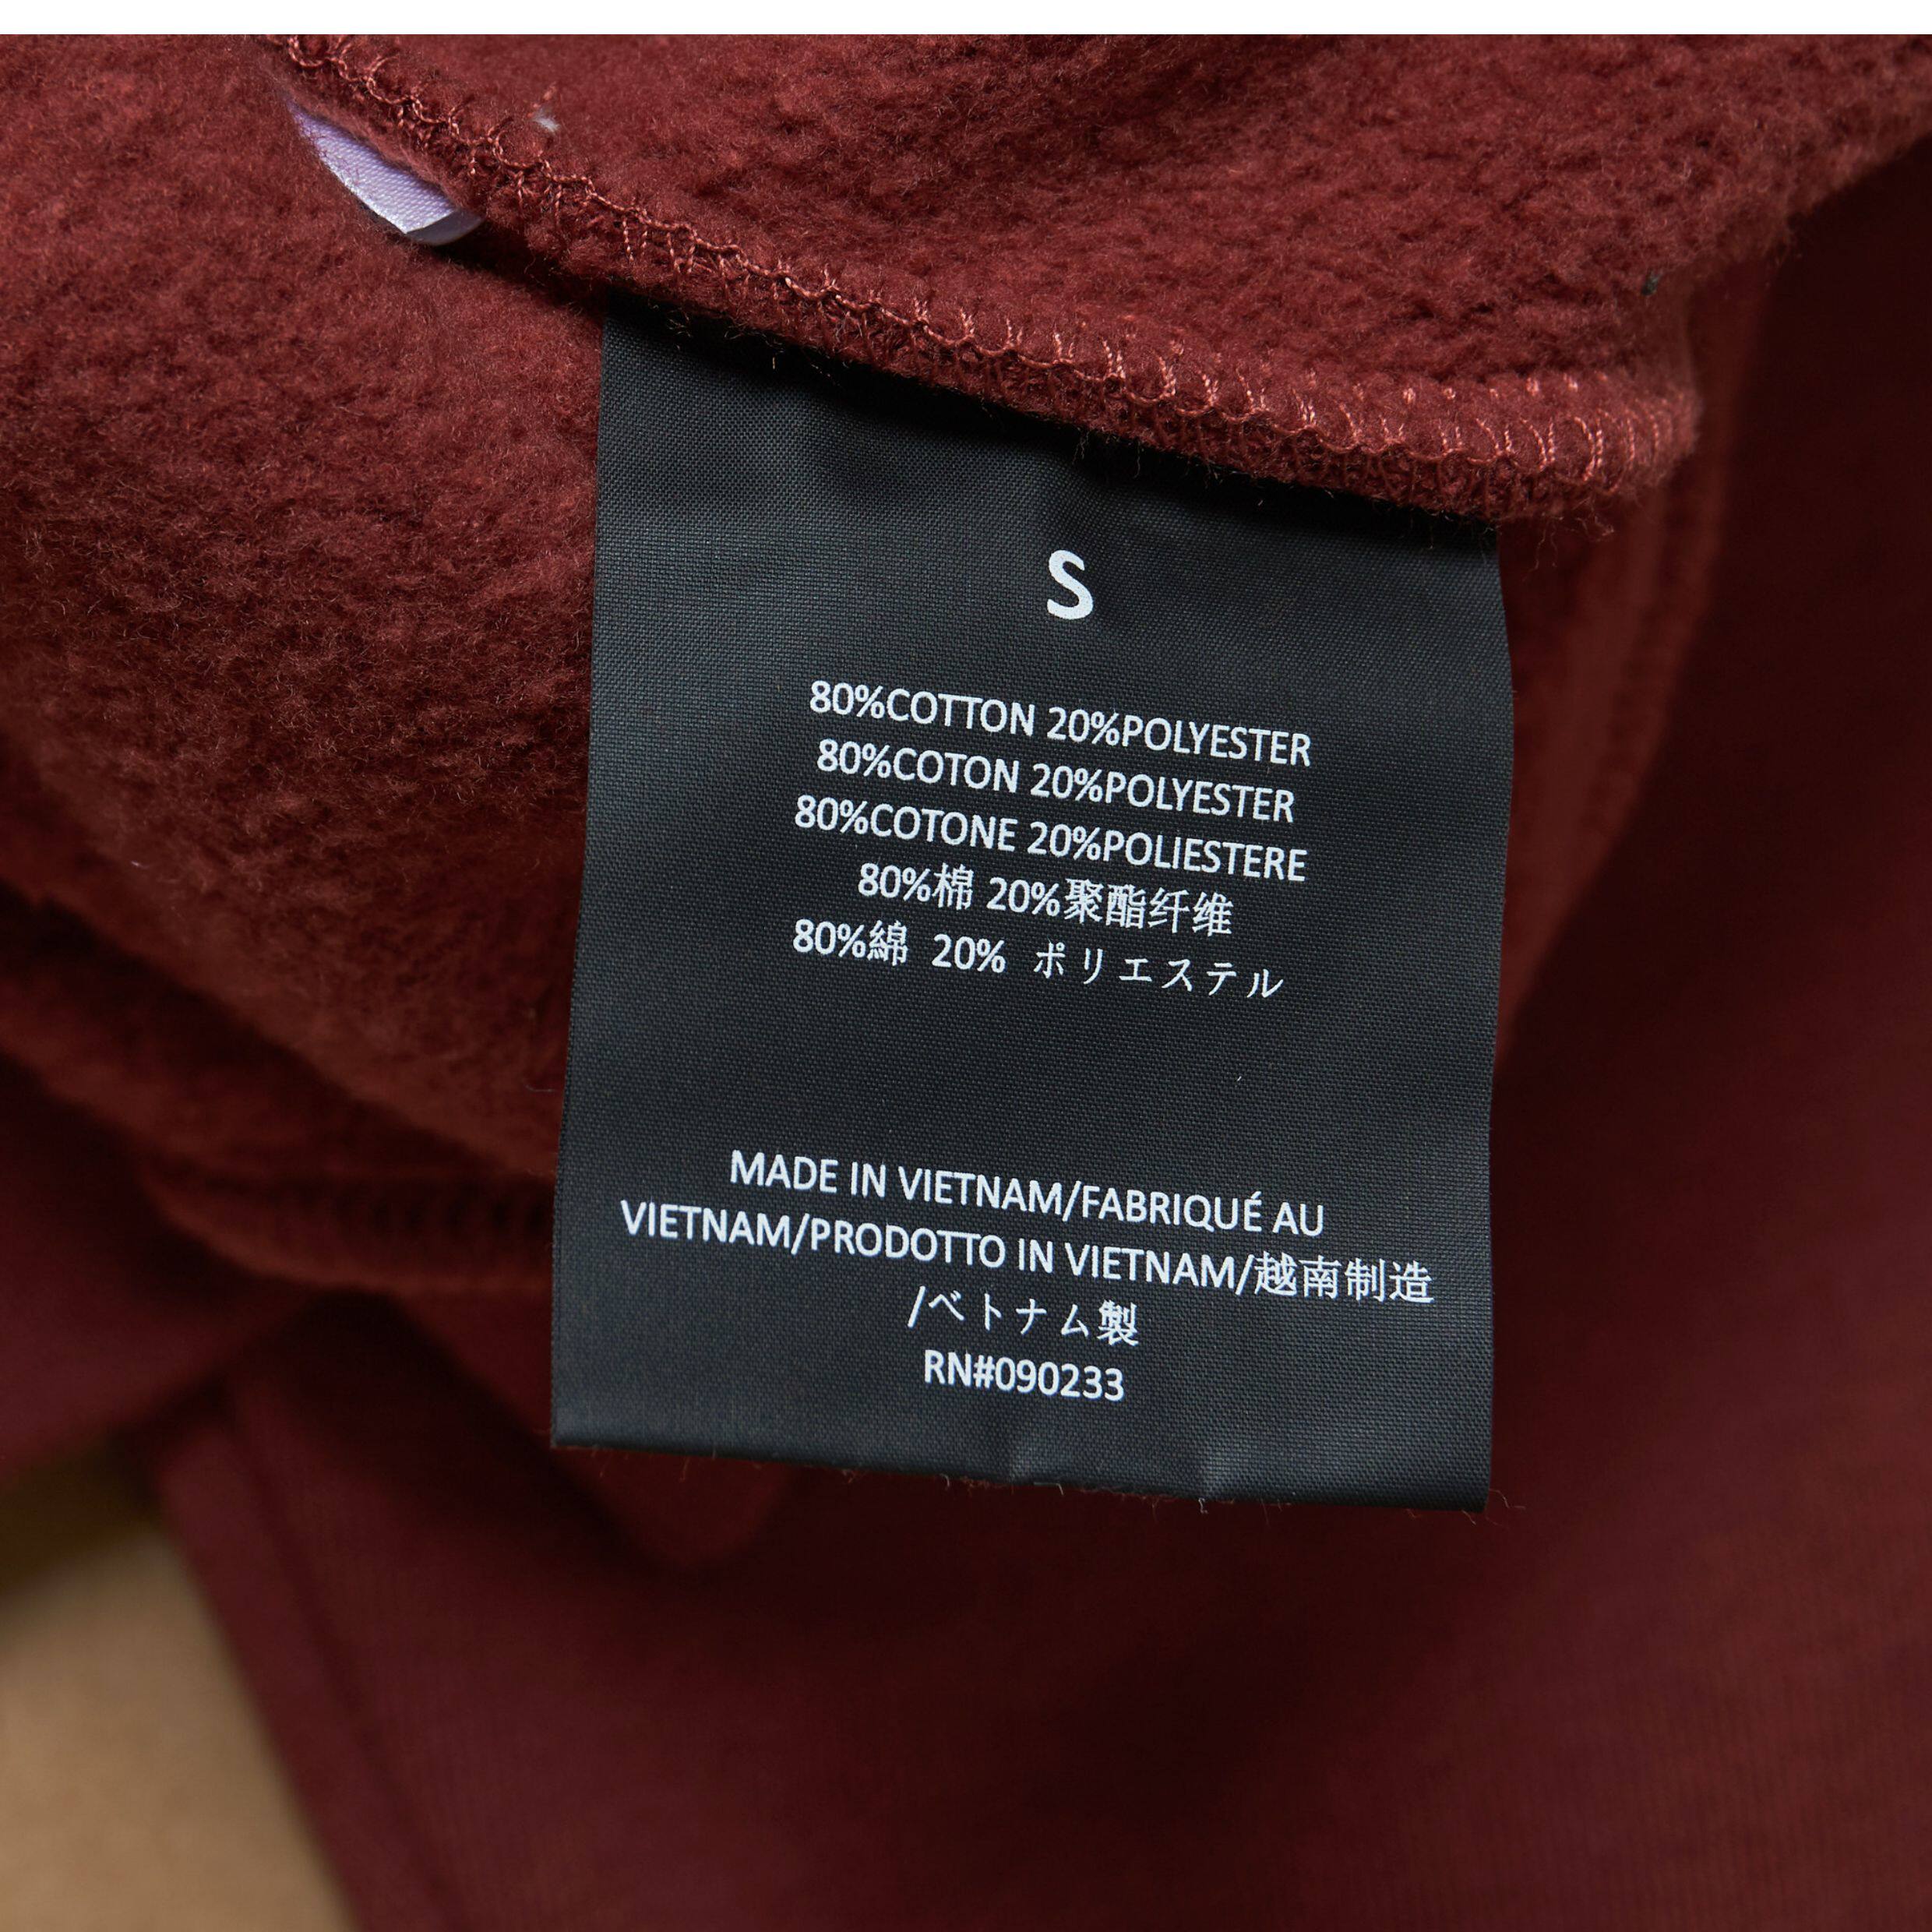 S
80%COTTON 20%POLYESTER
80%COTON 20%POLYESTER
80%COTONE 20%POLIESTERE
80%棉 20%聚酯纤维
80%綿 20% ポリエステル
MADE IN VIETNAM/FABRIQUÉ AU
VIETNAM/PRODOTTO IN VIETNAM/越南制造
/ベトナム製
RN#090233